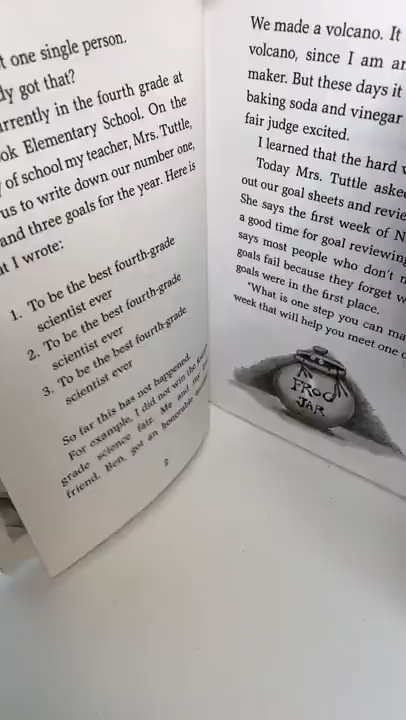 t one single person.
dy got that?
rrently in the fourth grade at
ok Elementary School. On the
of school my teacher, Mrs. Tuttle,
us to write down our number one,
and three goals for the year. Here is
t I wrote:
1. To be the best fourth-grade
scientist ever
2. To be the best fourth-grade
scientist ever
3. To be the best fourth-grade
scientist ever
So far this has not happened.
For example, I did not win the fourth
grade science fair. Me and my
friend, Ben, got an honorable
9
We made a volcano. It
volcano, since I am an
maker. But these days it
baking soda and vinegar
fair judge excited.
I learned that the hard
Today Mrs. Tuttle asked
out our goal sheets and revie
She says the first week of N
a good time for goal reviewing
says most people who don't m
goals fail because they forget w
goals were in the first place.
"What is one step you can ma
week that will help you meet one o
FROG
JAR